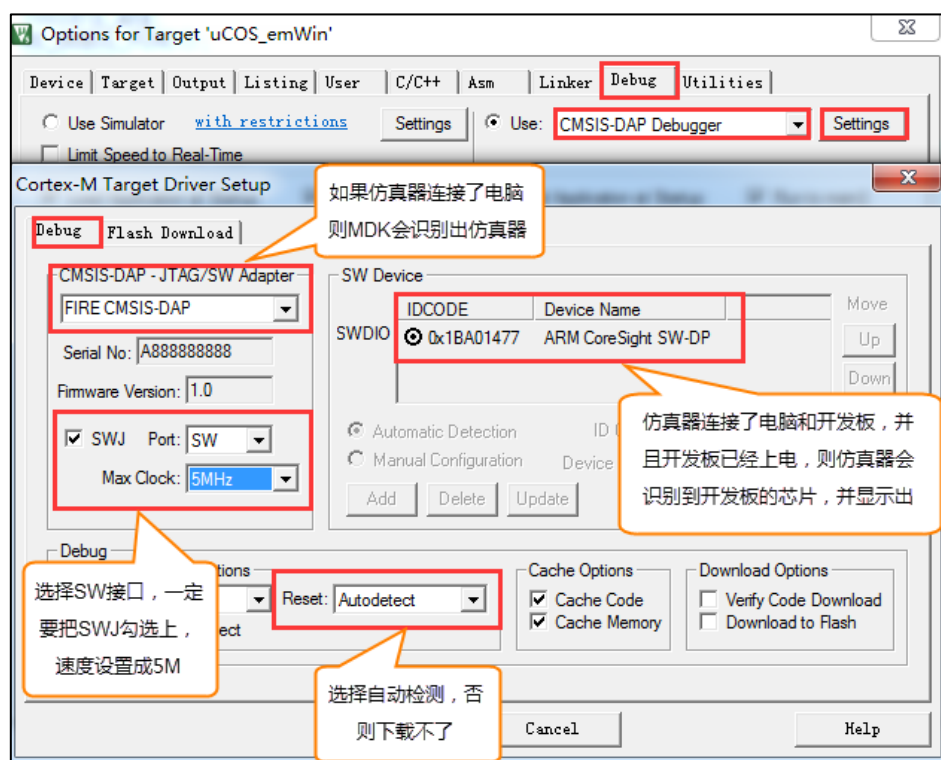 Options for Target 'uCOS_emWin'
Device Target Output Listing User C/C++ Asm Linker Debug Utilities
Use Simulator with restrictions Settings Use: CMSIS-DAP Debugger Settings
Limit Speed to Real-Time
Cortex-M Target Driver Setup
如果仿真器连接了电脑
则MDK会识别出仿真器
Debug Flash Download
CMSIS-DAP - JTAG/SW Adapter
FIRE CMSIS-DAP
Serial No: A888888888
Firmware Version: 1.0
SWJ Port: SW
Max Clock: 5MHz
SW Device
IDCODE Device Name Move
SWDIO 0x1BA01477 ARM CoreSight SW-DP Up
Down
Automatic Detection ID
Manual Configuration Device
Add Delete Update
仿真器连接了电脑和开发板，并
且开发板已经上电，则仿真器会
识别到开发板的芯片，并显示出
Debug
Reset: Autodetect
Cache Options
Cache Code
Cache Memory
Download Options
Verify Code Download
Download to Flash
选择SW接口，一定
要把SWJ勾选上，
速度设置成5M
选择自动检测，否
则下载不了
Cancel Help